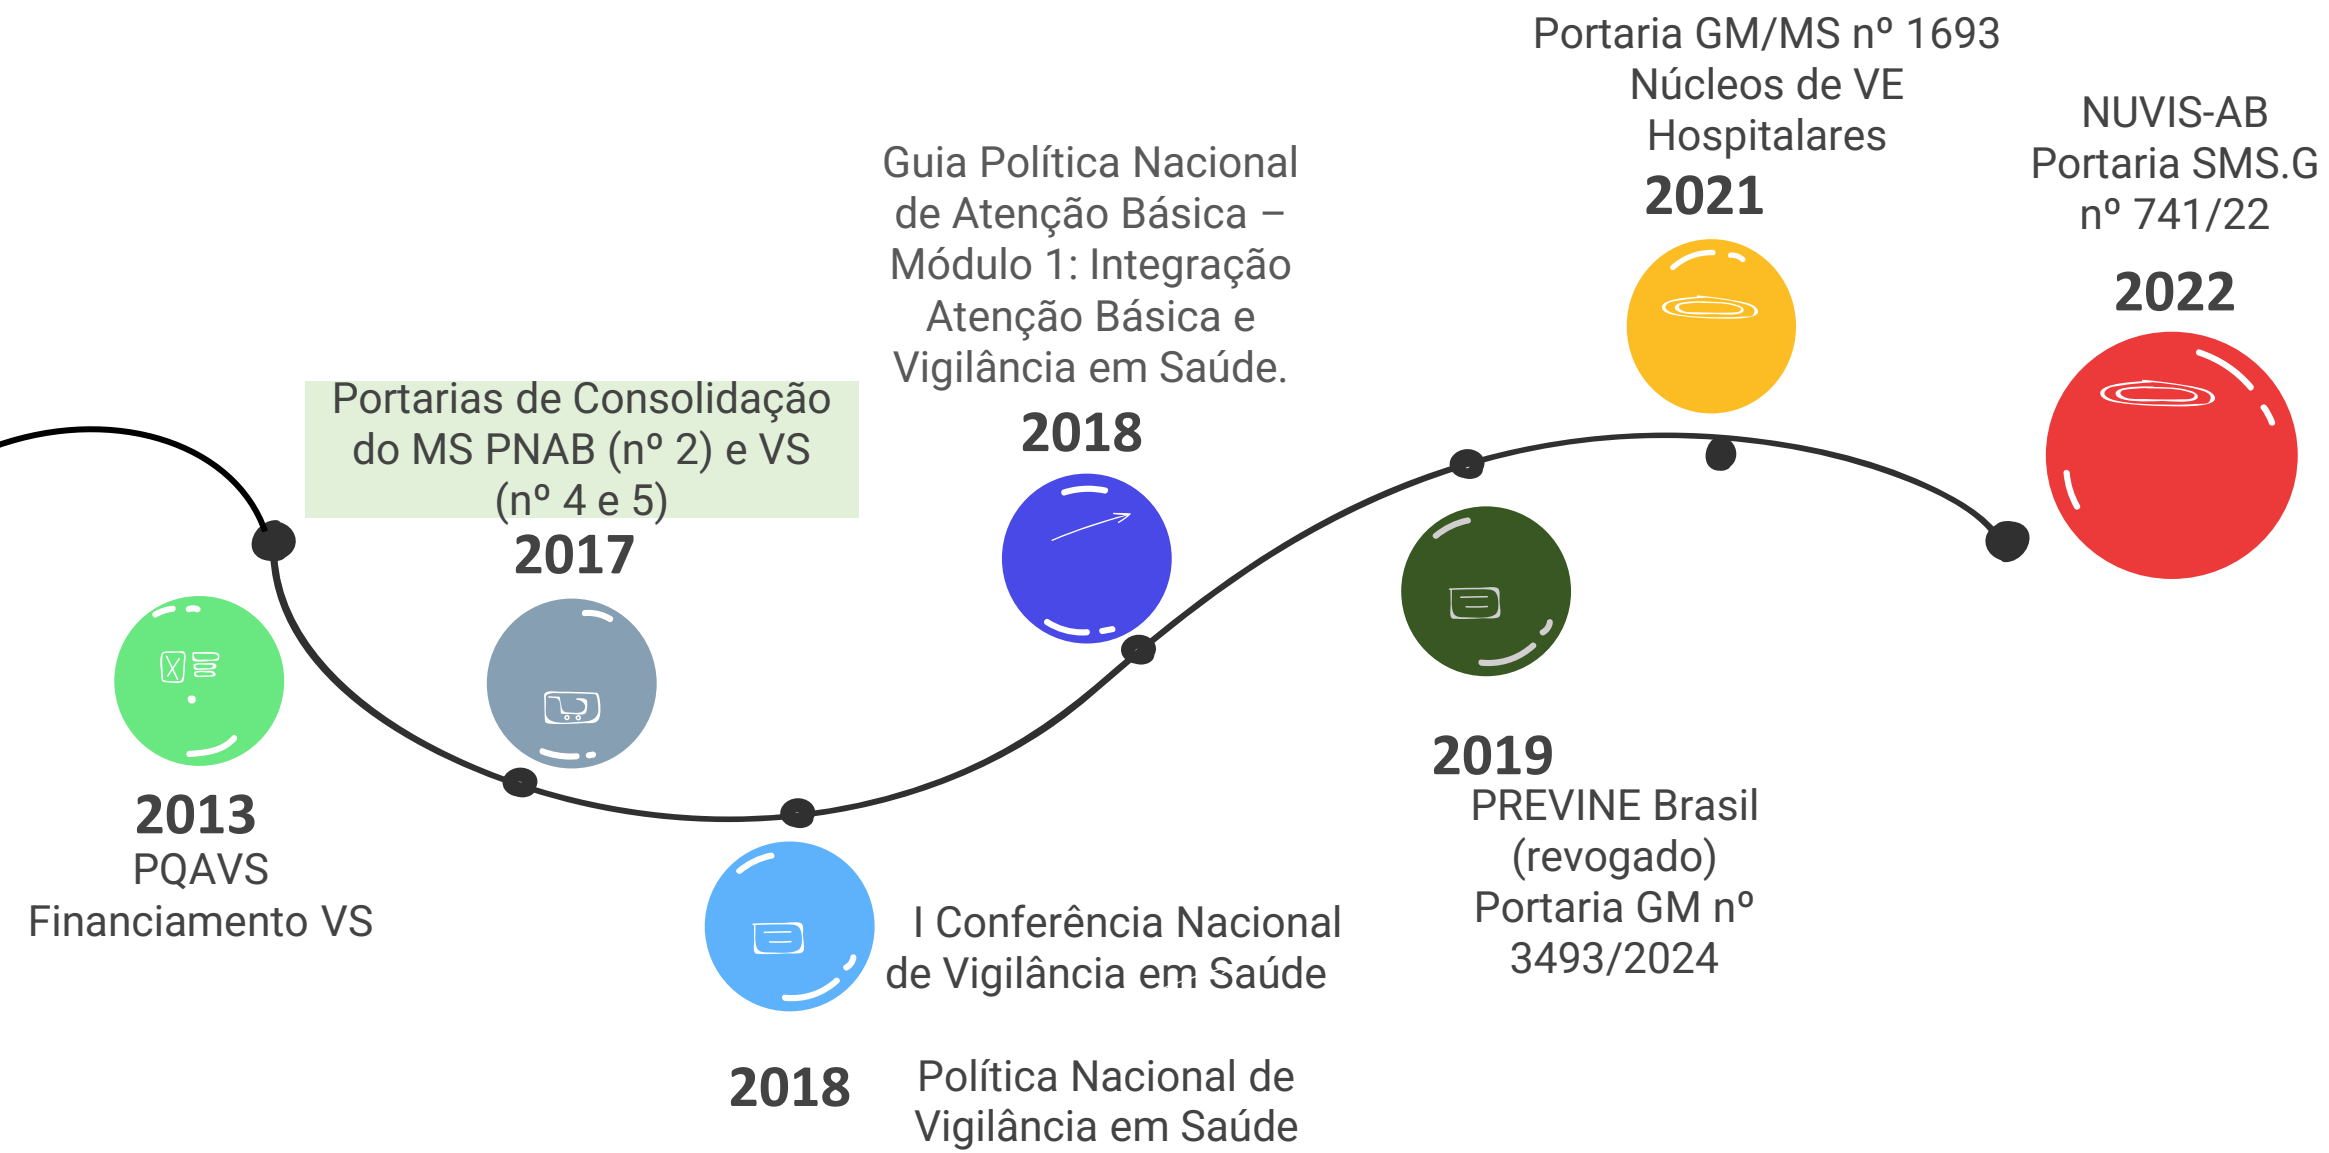 2013
PQAVS
Financiamento VS
Portarias de Consolidação
do MS PNAB (nº 2) e VS
(nº 4 e 5)
2017
I Conferência Nacional
de Vigilância em Saúde
2018
Política Nacional de
Vigilância em Saúde
Guia Política Nacional
de Atenção Básica –
Módulo 1: Integração
Atenção Básica e
Vigilância em Saúde.
2018
2019
PREVINE Brasil
(revogado)
Portaria GM nº
3493/2024
Portaria GM/MS nº 1693
Núcleos de VE
Hospitalares
2021
NUVIS-AB
Portaria SMS.G
nº 741/22
2022